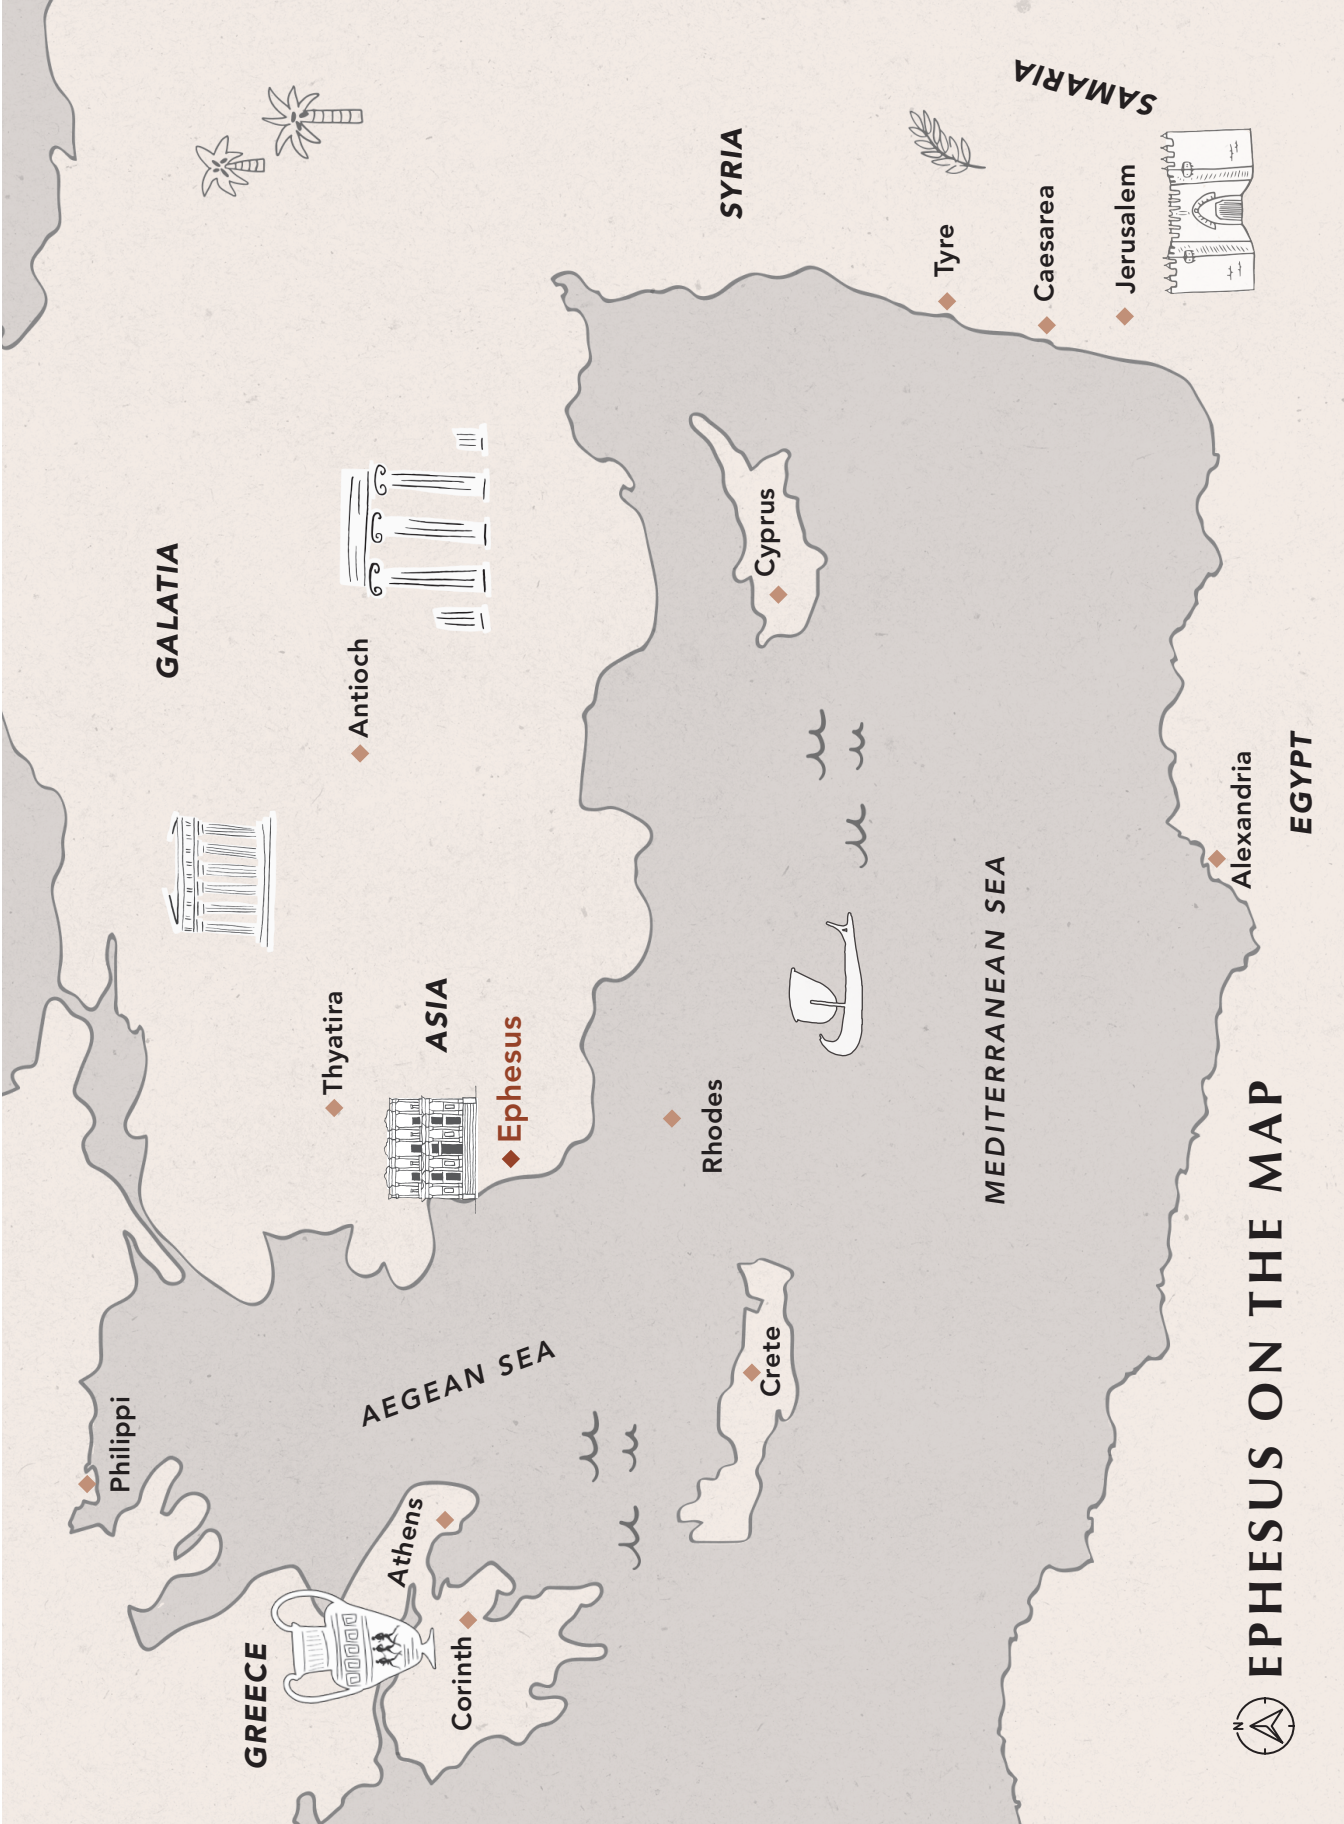 GALATIA
SYRIA
SAMARIA
Philippi
Thyatira
Antioch
ASIA
Ephesus
GREECE
Athens
Corinth
AEGEAN SEA
Rhodes
Crete
Cyprus
Tyre
Caesarea
Jerusalem
MEDITERRANEAN SEA
Alexandria
EGYPT
N
EPHESUS ON THE MAP